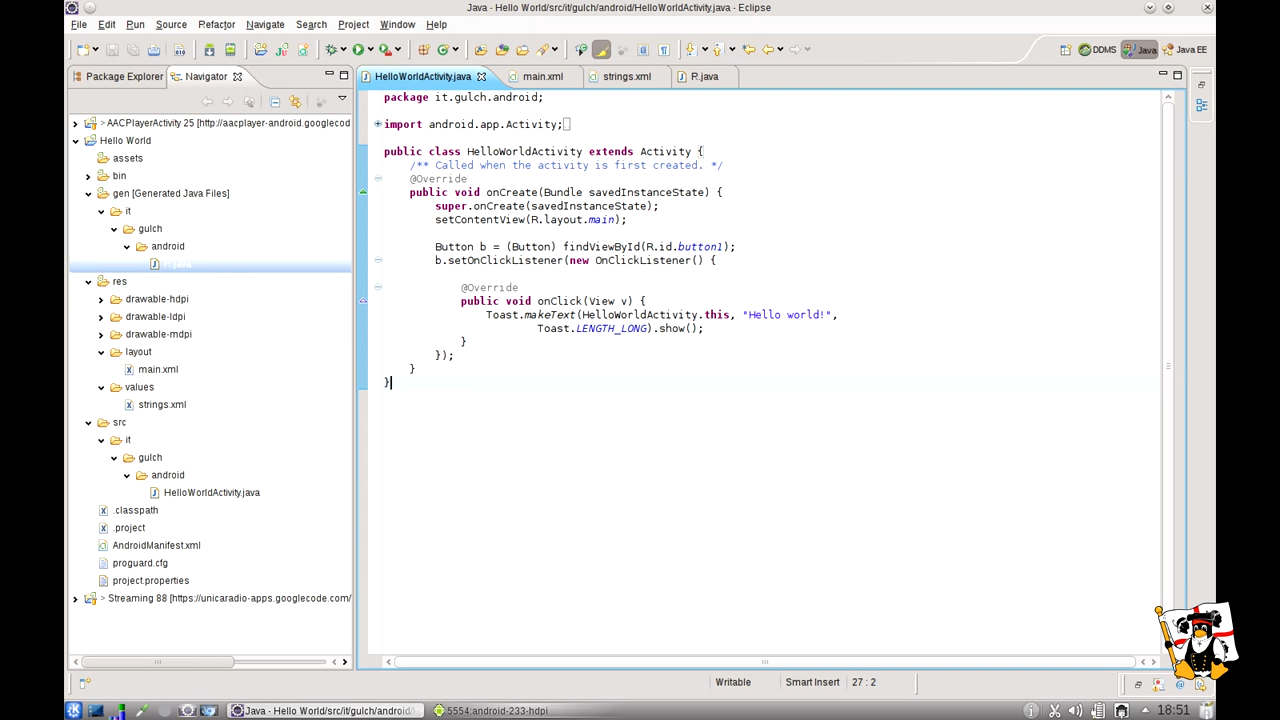 Java - Hello World/src/it/gulch/android/HelloWorldActivity.java - Eclipse
File Edit Run Source Refactor Navigate Search Project Window Help
DDMS Java Java EE
Package Explorer Navigator
HelloWorldActivity.java main.xml strings.xml R.java
> AACPlayerActivity 25 [http://aacplayer-android.googlecod
Hello World
assets
bin
gen [Generated Java Files]
it
gulch
android
R.java
res
drawable-hdpi
drawable-ldpi
drawable-mdpi
layout
main.xml
values
strings.xml
src
it
gulch
android
HelloWorldActivity.java
.classpath
.project
AndroidManifest.xml
proguard.cfg
project.properties
> Streaming 88 [https://unicaradio-apps.googlecode.com/
package it.gulch.android;
import android.app.Activity;
public class HelloWorldActivity extends Activity {
/** Called when the activity is first created. */
@Override
public void onCreate(Bundle savedInstanceState) {
super.onCreate(savedInstanceState);
setContentView(R.layout.main);
Button b = (Button) findViewById(R.id.button1);
b.setOnClickListener(new OnClickListener() {
@Override
public void onClick(View v) {
Toast.makeText(HelloWorldActivity.this, "Hello world!",
Toast.LENGTH_LONG).show();
}
});
}
}
Writable Smart Insert 27 : 2
Java - Hello World/src/it/gulch/android/ 5554:android-233-hdpi 18:51